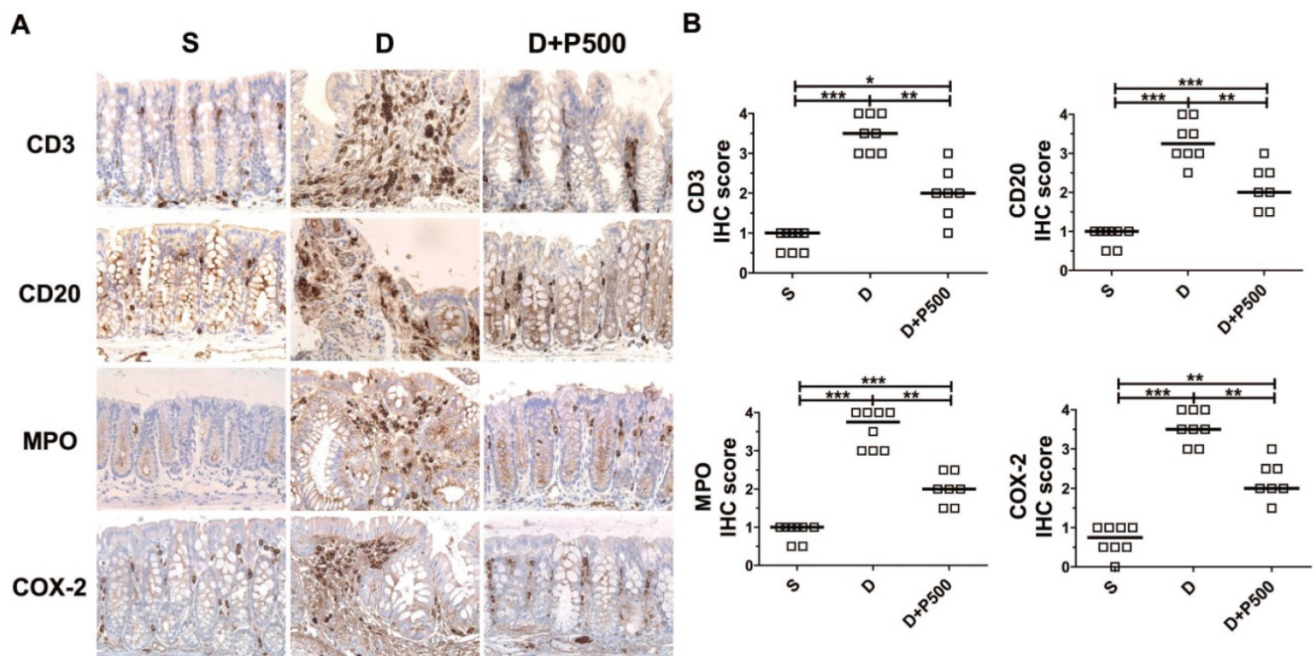 A
S D D+P500
CD3
CD20
MPO
COX-2
B
*
*** **
4
3
2
1
0
CD3
IHC score
S D D+P500
***
*** **
4
3
2
1
0
CD20
IHC score
S D D+P500
***
*** **
4
3
2
1
0
MPO
IHC score
S D D+P500
**
*** **
4
3
2
1
0
COX-2
IHC score
S D D+P500